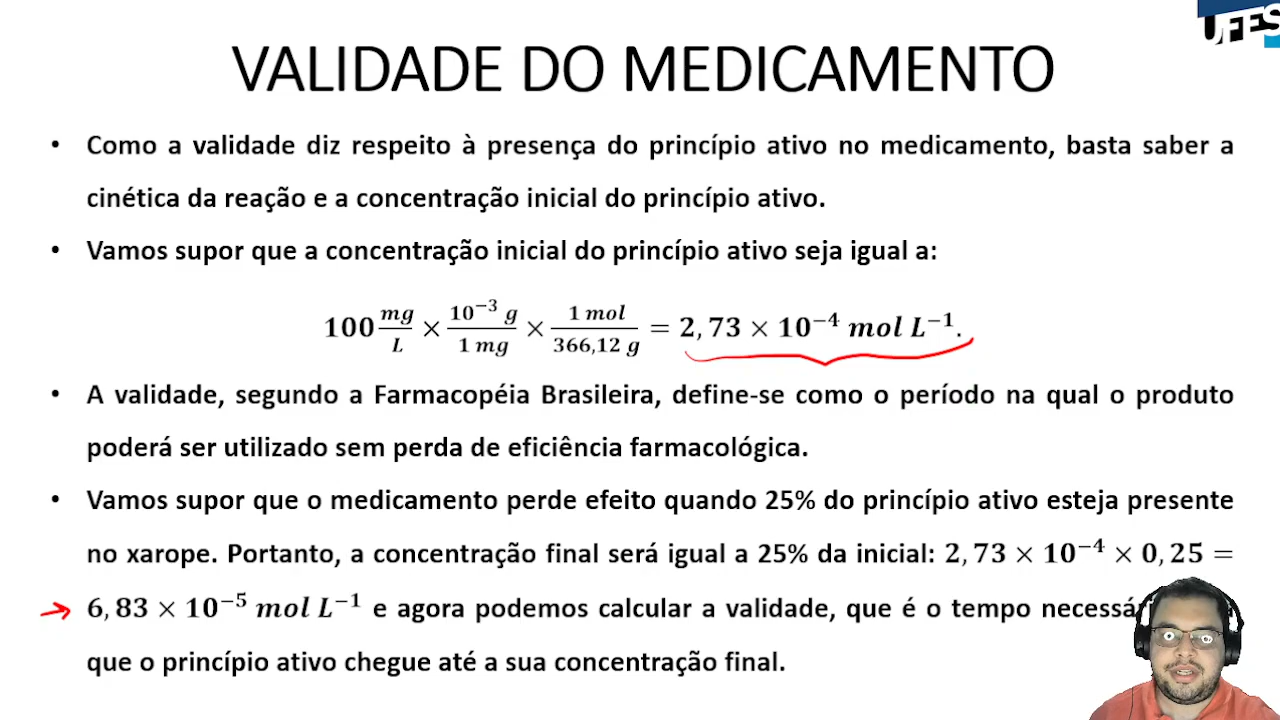 UFES
VALIDADE DO MEDICAMENTO
• Como a validade diz respeito à presença do princípio ativo no medicamento, basta saber a
cinética da reação e a concentração inicial do princípio ativo.
• Vamos supor que a concentração inicial do princípio ativo seja igual a:
100 mg/L × 10⁻³ g/1 mg × 1 mol/366,12 g = 2,73 × 10⁻⁴ mol L⁻¹.
• A validade, segundo a Farmacopéia Brasileira, define-se como o período na qual o produto
poderá ser utilizado sem perda de eficiência farmacológica.
• Vamos supor que o medicamento perde efeito quando 25% do princípio ativo esteja presente
no xarope. Portanto, a concentração final será igual a 25% da inicial: 2,73 × 10⁻⁴ × 0,25 =
6,83 × 10⁻⁵ mol L⁻¹ e agora podemos calcular a validade, que é o tempo
que o princípio ativo chegue até a sua concentração final.